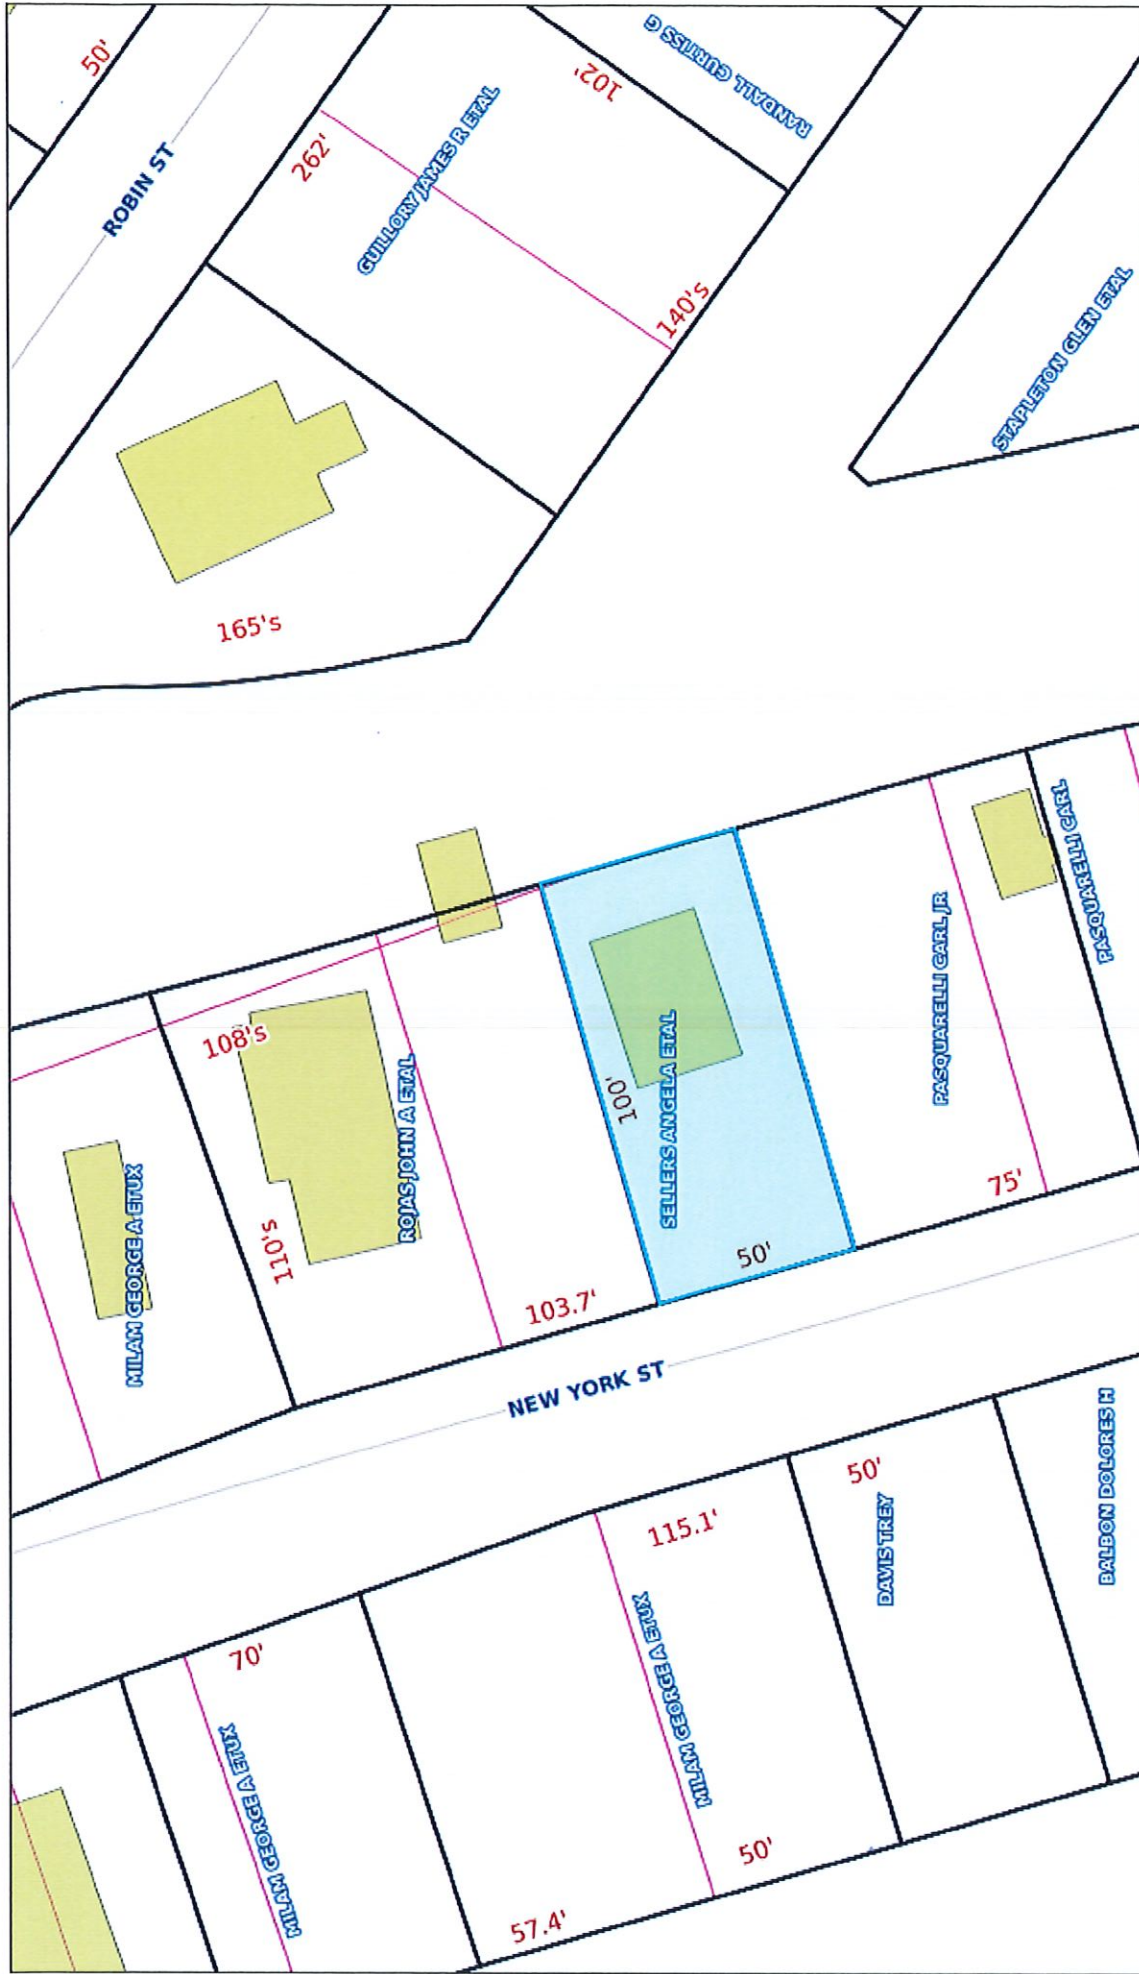 50'
RANDALL CURTISS G
102'
ROBIN ST
262'
GUILLORY JAMES R ETAL
140's
STAPLETON GLEN ETAL
165's
PASQUARELLI CARL
PASQUARELLI CARL JR
108's
ROJAS JOHN A ETAL
100'
SELLERS ANGELA ETAL
MILAM GEORGE A ETUX
110's
75'
50'
103.7'
NEW YORK ST
50'
BALBON DOLORES H
115.1'
DAVIS TREY
70'
MILAM GEORGE A ETUX
MILAM GEORGE A ETUX
50'
57.4'